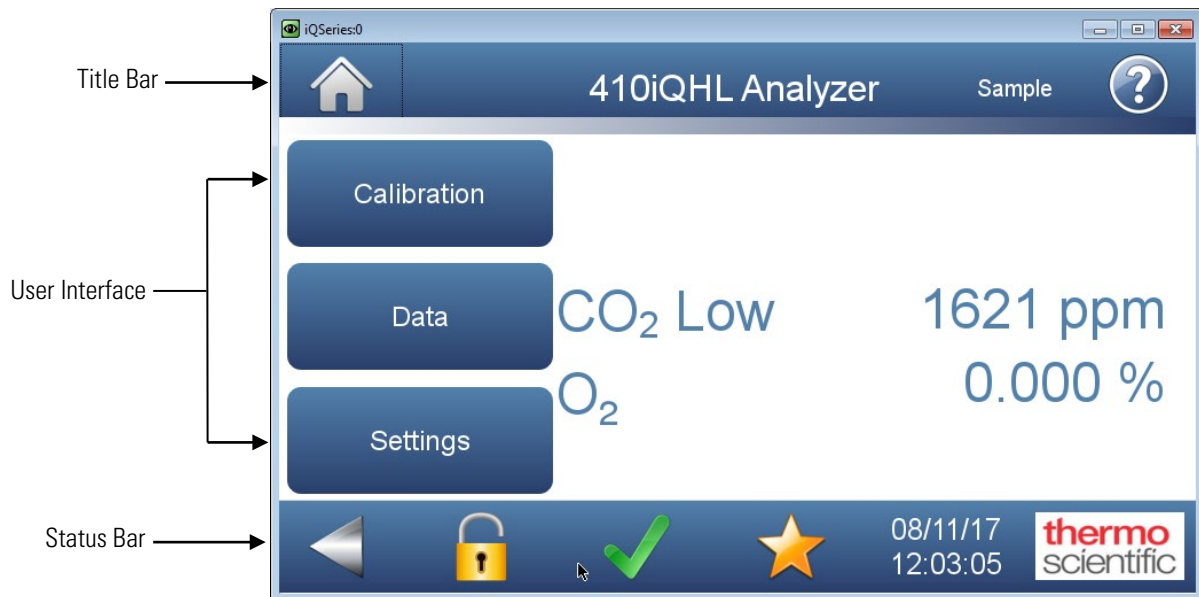 iQSeries:0
Title Bar
410iQHL Analyzer
Sample
?
Calibration
User Interface
Data
CO₂ Low
1621 ppm
O₂
0.000 %
Settings
Status Bar
08/11/17
12:03:05
thermo
scientific